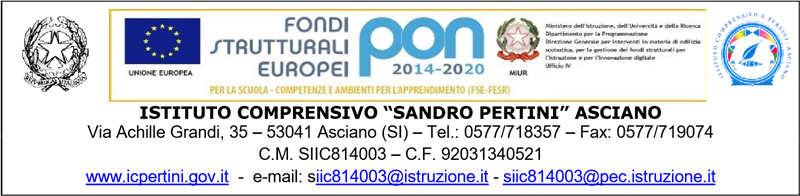 FONDI
STRUTTURALI
EUROPEI
pon
2014-2020
UNIONE EUROPEA
MIUR
Ministero dell'Istruzione, dell'Università e della Ricerca
Dipartimento per la Programmazione
Direzione Generale per interventi in materia di edilizia
scolastica, per la gestione dei fondi strutturali per
l'istruzione e per l'innovazione digitale
Ufficio IV
PER LA SCUOLA - COMPETENZE E AMBIENTI PER L'APPRENDIMENTO (FSE-FESR)
ISTITUTO COMPRENSIVO S. PERTINI - ASCIANO
ISTITUTO COMPRENSIVO “SANDRO PERTINI” ASCIANO
Via Achille Grandi, 35 – 53041 Asciano (SI) – Tel.: 0577/718357 – Fax: 0577/719074
C.M. SIIC814003 – C.F. 92031340521
www.icpertini.gov.it - e-mail: siic814003@istruzione.it - siic814003@pec.istruzione.it